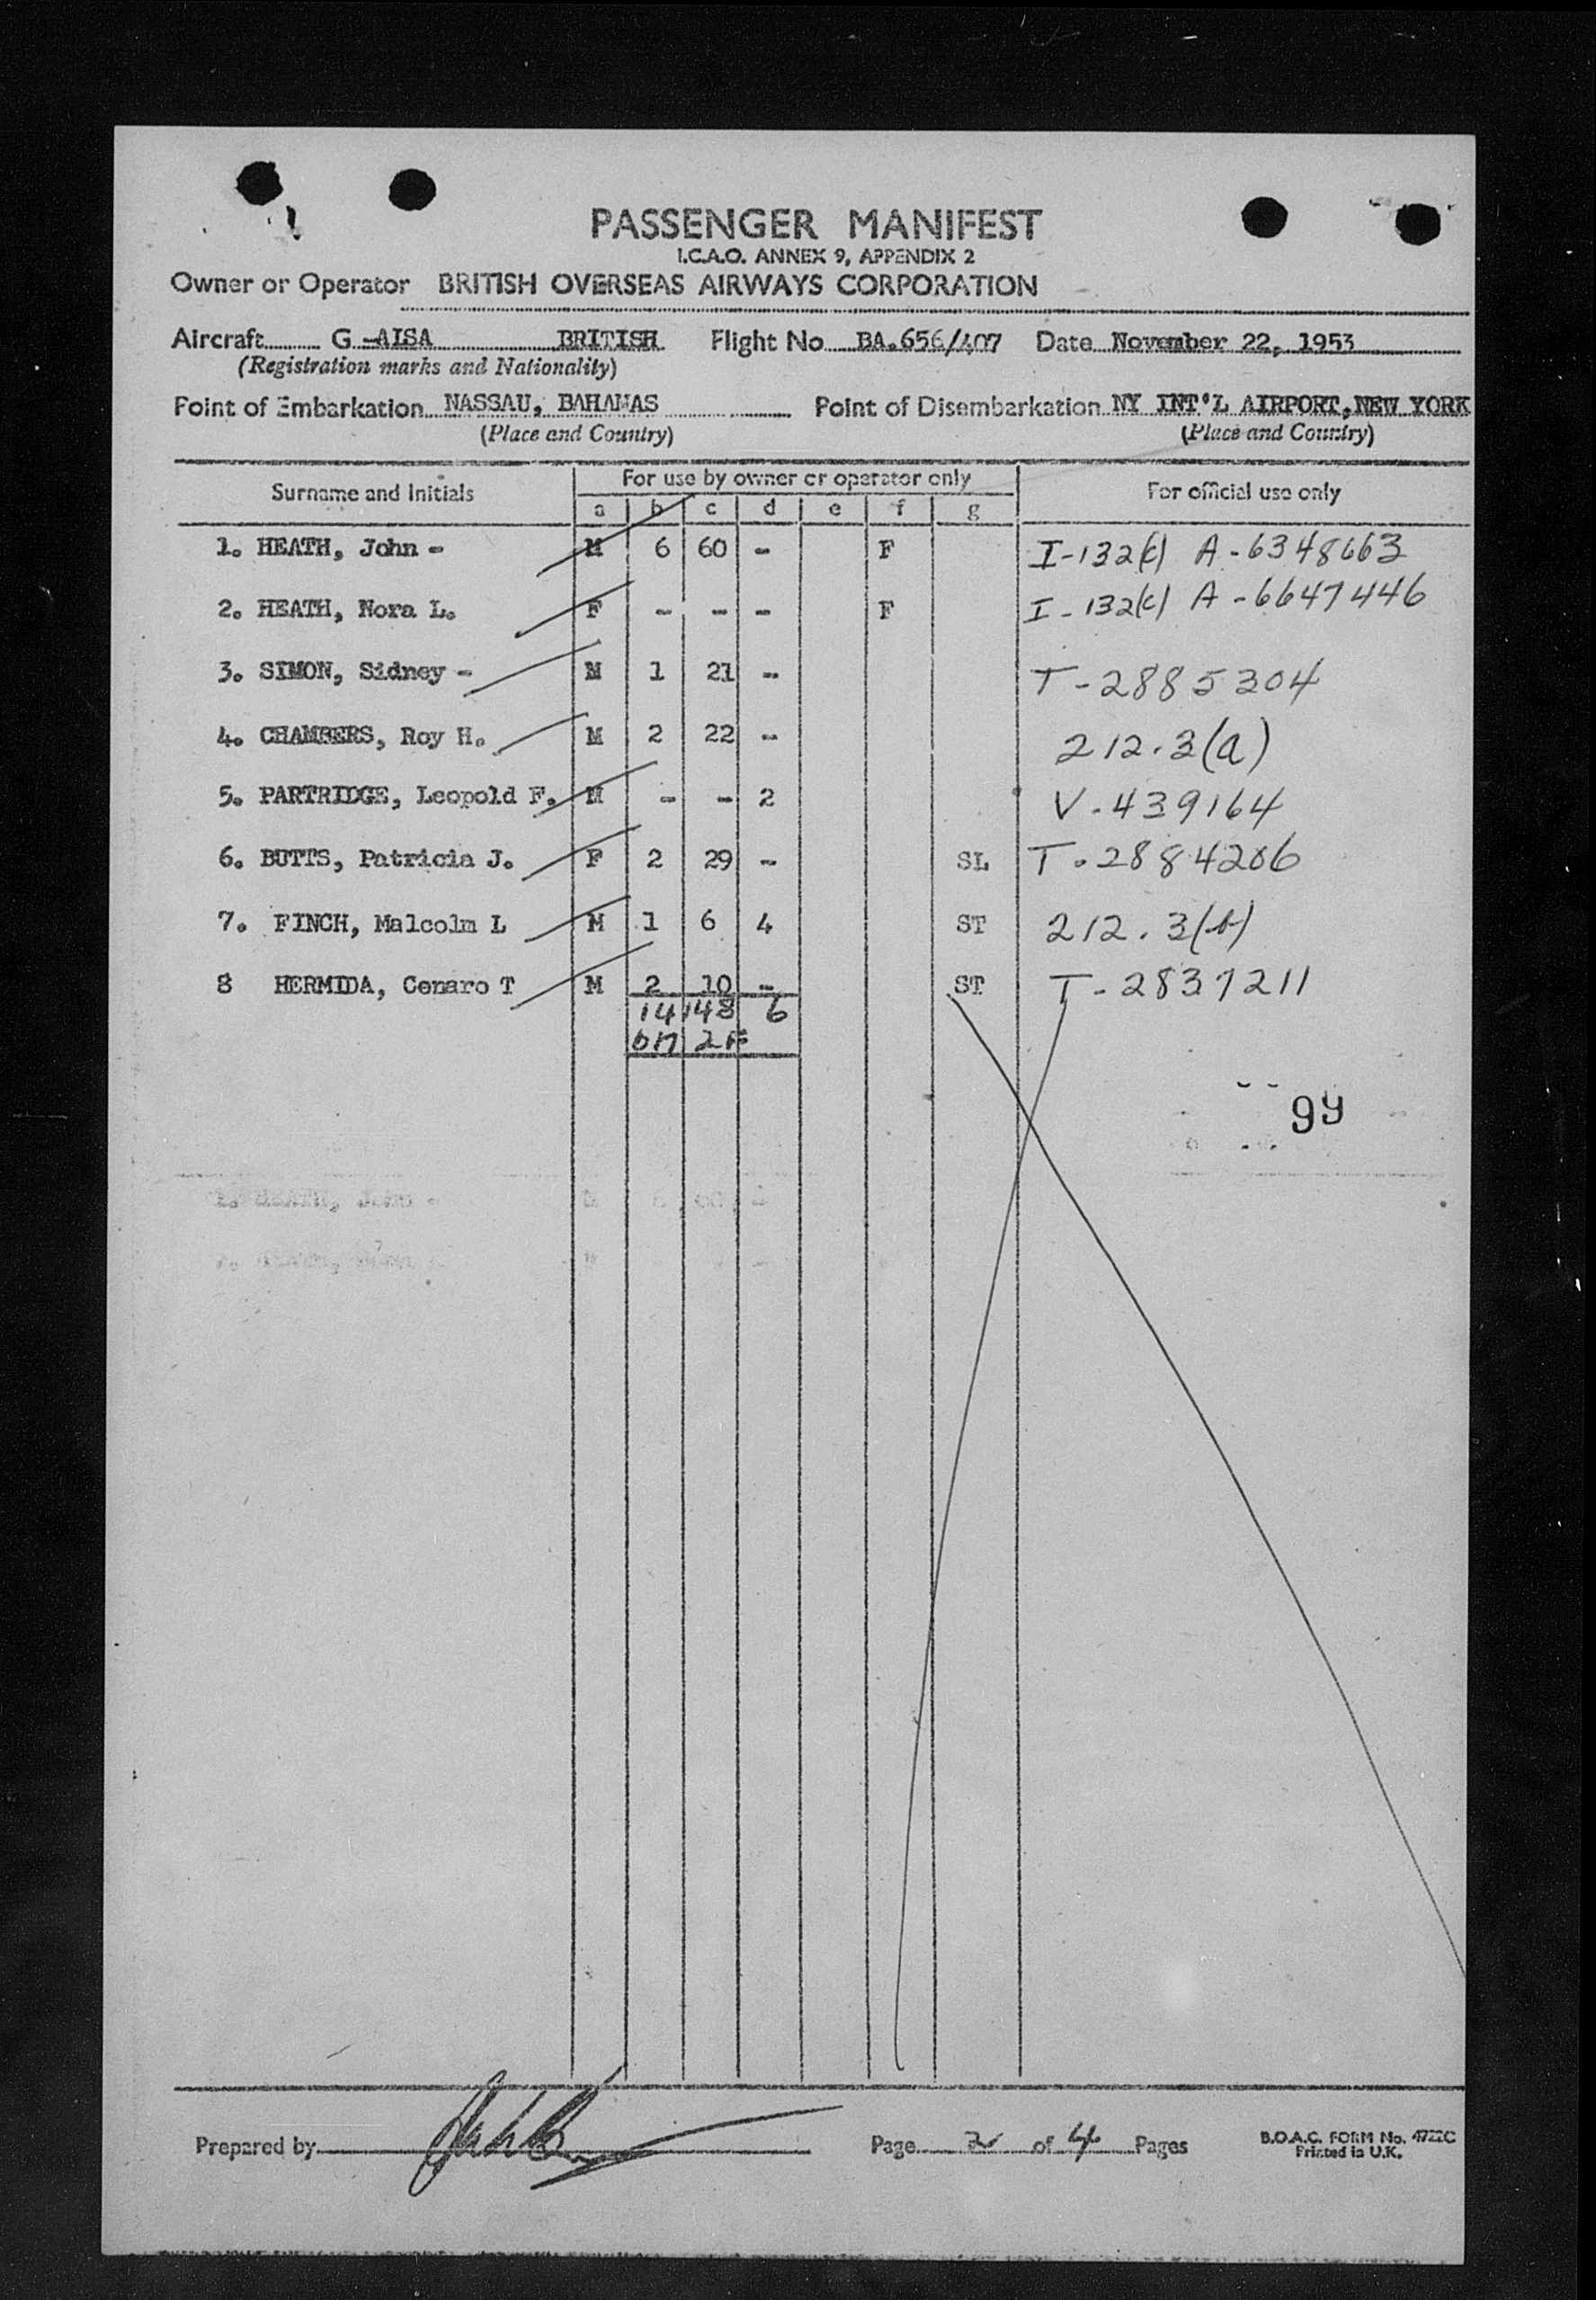 PASSENGER MANIFEST
I.C.A.O. ANNEX 9, APPENDIX 2
Owner or Operator BRITISH OVERSEAS AIRWAYS CORPORATION
Aircraft G -AISA BRITISH Flight No BA.656/407 Date November 22, 1953
(Registration marks and Nationality)
Point of Embarkation NASSAU, BAHAMAS Point of Disembarkation NY INT'L AIRPORT, NEW YORK
(Place and Country) (Place and Country)
Surname and Initials For use by owner or operator only For official use only
a b c d e f g
1. HEATH, John - M 6 60 - F I-132(c) A-6348663
2. HEATH, Nora L. F - - - F I-132(c) A-6647446
3. SIMON, Sidney - M 1 21 - T-2885304
4. CHAMBERS, Roy H. M 2 22 - 212.3(a)
5. PARTRIDGE, Leopold F. M - - 2 V-439164
6. BUTTS, Patricia J. F 2 29 - SL T-2884206
7. FINCH, Malcolm L M 1 6 4 ST 212.3(b)
8 HERMIDA, Cenaro T M 2 10 - ST T-2837211
14 148 6
6M 2F
99
1. HEATH, John -
Prepared by Page 2 of 4 Pages
B.O.A.C. FORM No. 4722C
Printed in U.K.